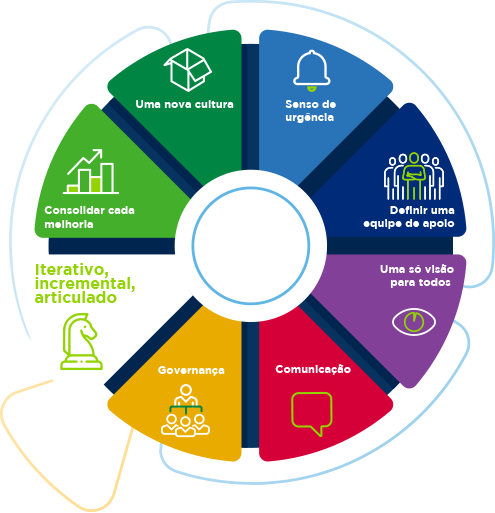 Uma nova cultura
Senso de
urgência
Definir uma
equipe de apoio
Uma só visão
para todos
Comunicação
Governança
Iterativo,
incremental,
articulado
Consolidar cada
melhoria